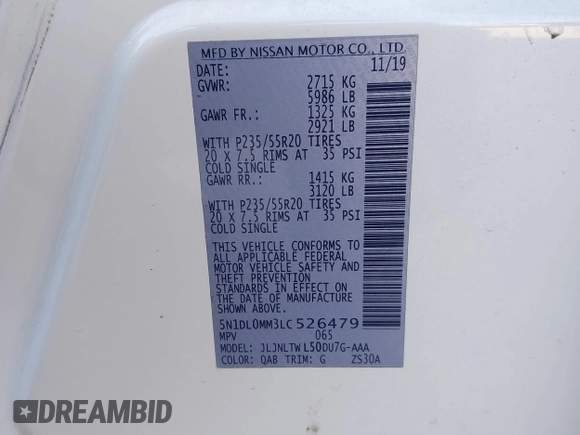 MFD BY NISSAN MOTOR CO., LTD.
DATE: 11/19
GVWR: 2715 KG
5986 LB
GAWR FR.: 1325 KG
2921 LB
WITH P235/55R20 TIRES
20 X 7.5 RIMS AT 35 PSI
COLD SINGLE
GAWR RR.: 1415 KG
3120 LB
WITH P235/55R20 TIRES
20 X 7.5 RIMS AT 35 PSI
COLD SINGLE
THIS VEHICLE CONFORMS TO
ALL APPLICABLE FEDERAL
MOTOR VEHICLE SAFETY AND
THEFT PREVENTION
STANDARDS IN EFFECT ON
THE DATE OF MANUFACTURE
SHOWN ABOVE.
5N1DL0MM3LC526479
MPV 065
MODEL: JLJNLTWL50DU7G-AAA
COLOR: QAB TRIM: G ZS30A
DREAMBID